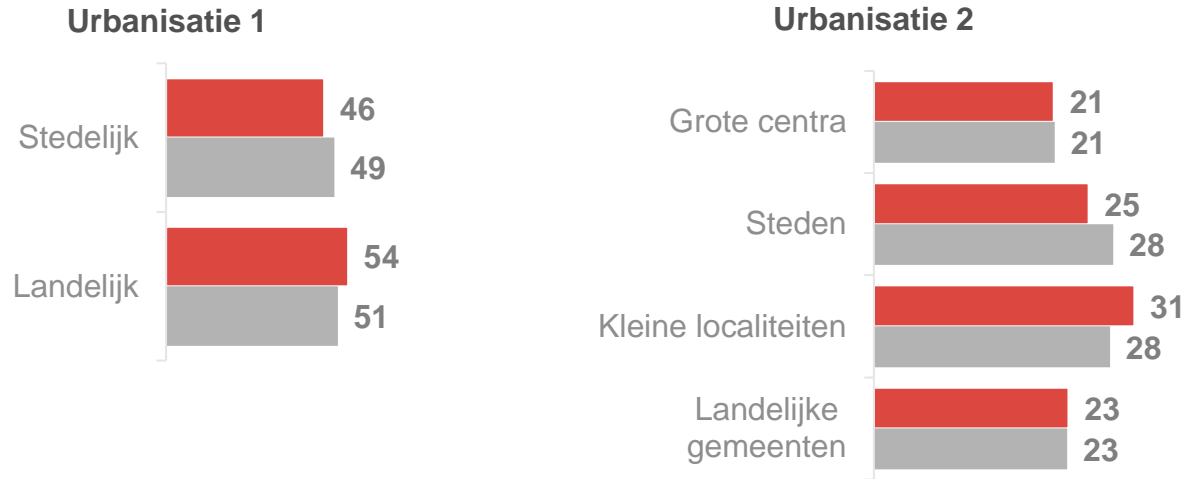 Urbanisatie 1
Stedelijk
46
49
Landelijk
54
51
Urbanisatie 2
Grote centra
21
21
Steden
25
28
Kleine localiteiten
31
28
Landelijke
gemeenten
23
23